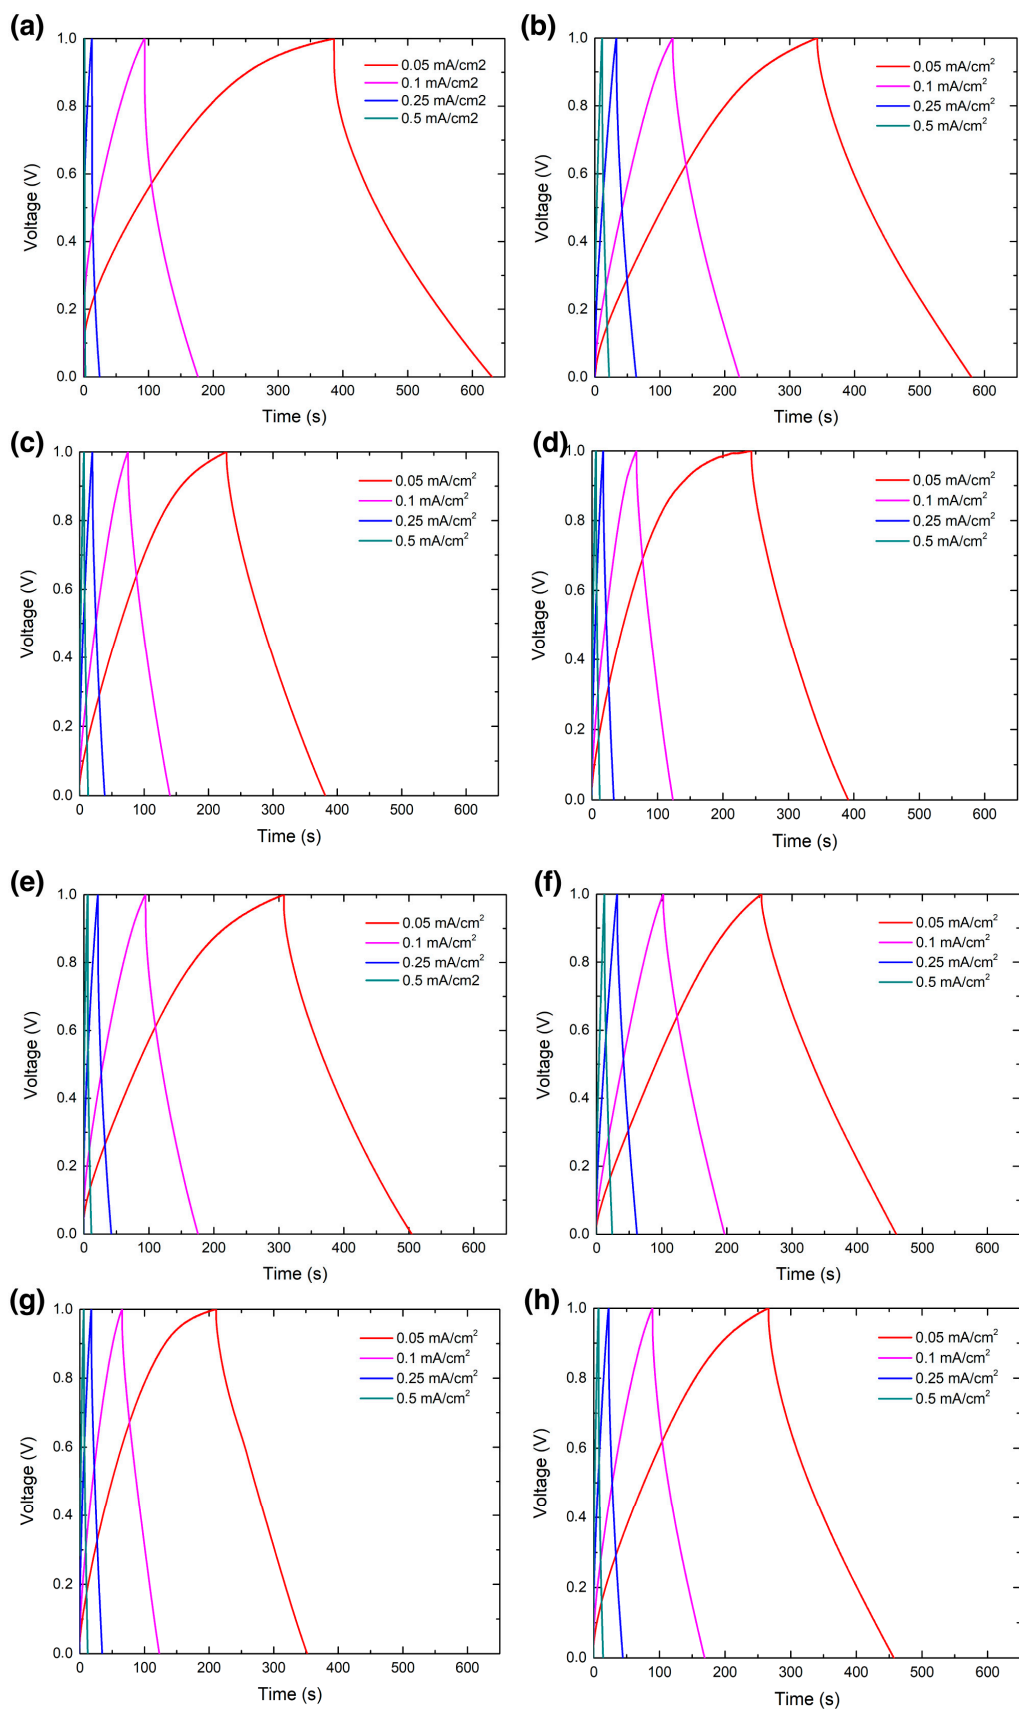 (a)
1.0
0.8
0.6
0.4
0.2
0.0
Voltage (V)
0.05 mA/cm2
0.1 mA/cm2
0.25 mA/cm2
0.5 mA/cm2
0 100 200 300 400 500 600
Time (s)
(b)
1.0
0.8
0.6
0.4
0.2
0.0
Voltage (V)
0.05 mA/cm²
0.1 mA/cm²
0.25 mA/cm²
0.5 mA/cm²
0 100 200 300 400 500 600
Time (s)
(c)
1.0
0.8
0.6
0.4
0.2
0.0
Voltage (V)
0.05 mA/cm²
0.1 mA/cm²
0.25 mA/cm²
0.5 mA/cm²
0 100 200 300 400 500 600
Time (s)
(d)
1.0
0.8
0.6
0.4
0.2
0.0
Voltage (V)
0.05 mA/cm²
0.1 mA/cm²
0.25 mA/cm²
0.5 mA/cm²
0 100 200 300 400 500 600
Time (s)
(e)
1.0
0.8
0.6
0.4
0.2
0.0
Voltage (V)
0.05 mA/cm²
0.1 mA/cm²
0.25 mA/cm²
0.5 mA/cm2
0 100 200 300 400 500 600
Time (s)
(f)
1.0
0.8
0.6
0.4
0.2
0.0
Voltage (V)
0.05 mA/cm²
0.1 mA/cm²
0.25 mA/cm²
0.5 mA/cm²
0 100 200 300 400 500 600
Time (s)
(g)
1.0
0.8
0.6
0.4
0.2
0.0
Voltage (V)
0.05 mA/cm²
0.1 mA/cm²
0.25 mA/cm²
0.5 mA/cm²
0 100 200 300 400 500 600
Time (s)
(h)
1.0
0.8
0.6
0.4
0.2
0.0
Voltage (V)
0.05 mA/cm²
0.1 mA/cm²
0.25 mA/cm²
0.5 mA/cm²
0 100 200 300 400 500 600
Time (s)